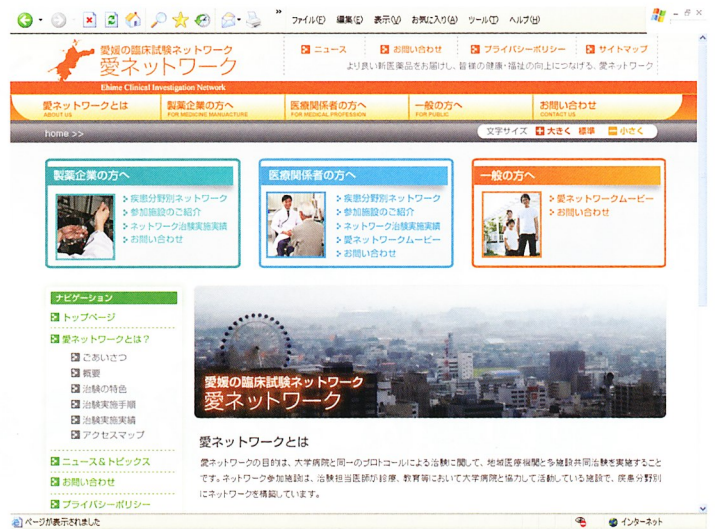 ファイル(F) 編集(E) 表示(V) お気に入り(A) ツール(T) ヘルプ(H)
愛媛の臨床試験ネットワーク
愛ネットワーク
Ehime Clinical Investigation Network
ニュース お問い合わせ プライバシーポリシー サイトマップ
より良い新医薬品をお届けし、皆様の健康・福祉の向上につなげる、愛ネットワーク
愛ネットワークとは 製薬企業の方へ 医療関係者の方へ 一般の方へ お問い合わせ
ABOUT US FOR MEDICINE MANUACTURE FOR MEDICAL PROFESSION FOR PUBLIC CONTACT US
home >> 文字サイズ 大きく 標準 小さく
製薬企業の方へ
疾患分野別ネットワーク
参加施設のご紹介
ネットワーク治験実施実績
お問い合わせ
医療関係者の方へ
疾患分野別ネットワーク
参加施設のご紹介
ネットワーク治験実施実績
愛ネットワークムービー
お問い合わせ
一般の方へ
愛ネットワークムービー
お問い合わせ
ナビゲーション
トップページ
愛ネットワークとは?
ごあいさつ
概要
治験の特色
治験実施手順
治験実施実績
アクセスマップ
ニュース&トピックス
お問い合わせ
プライバシーポリシー
愛媛の臨床試験ネットワーク
愛ネットワーク
愛ネットワークとは
愛ネットワークの目的は、大学病院と同一のプロトコールによる治験に関して、地域医療機関と多施設共同治験を実施すること
です。ネットワーク参加施設は、治験担当医師が診療、教育等において大学病院と協力して活動している施設で、疾患分野別
にネットワークを構築しています。
ページが表示されました インターネット